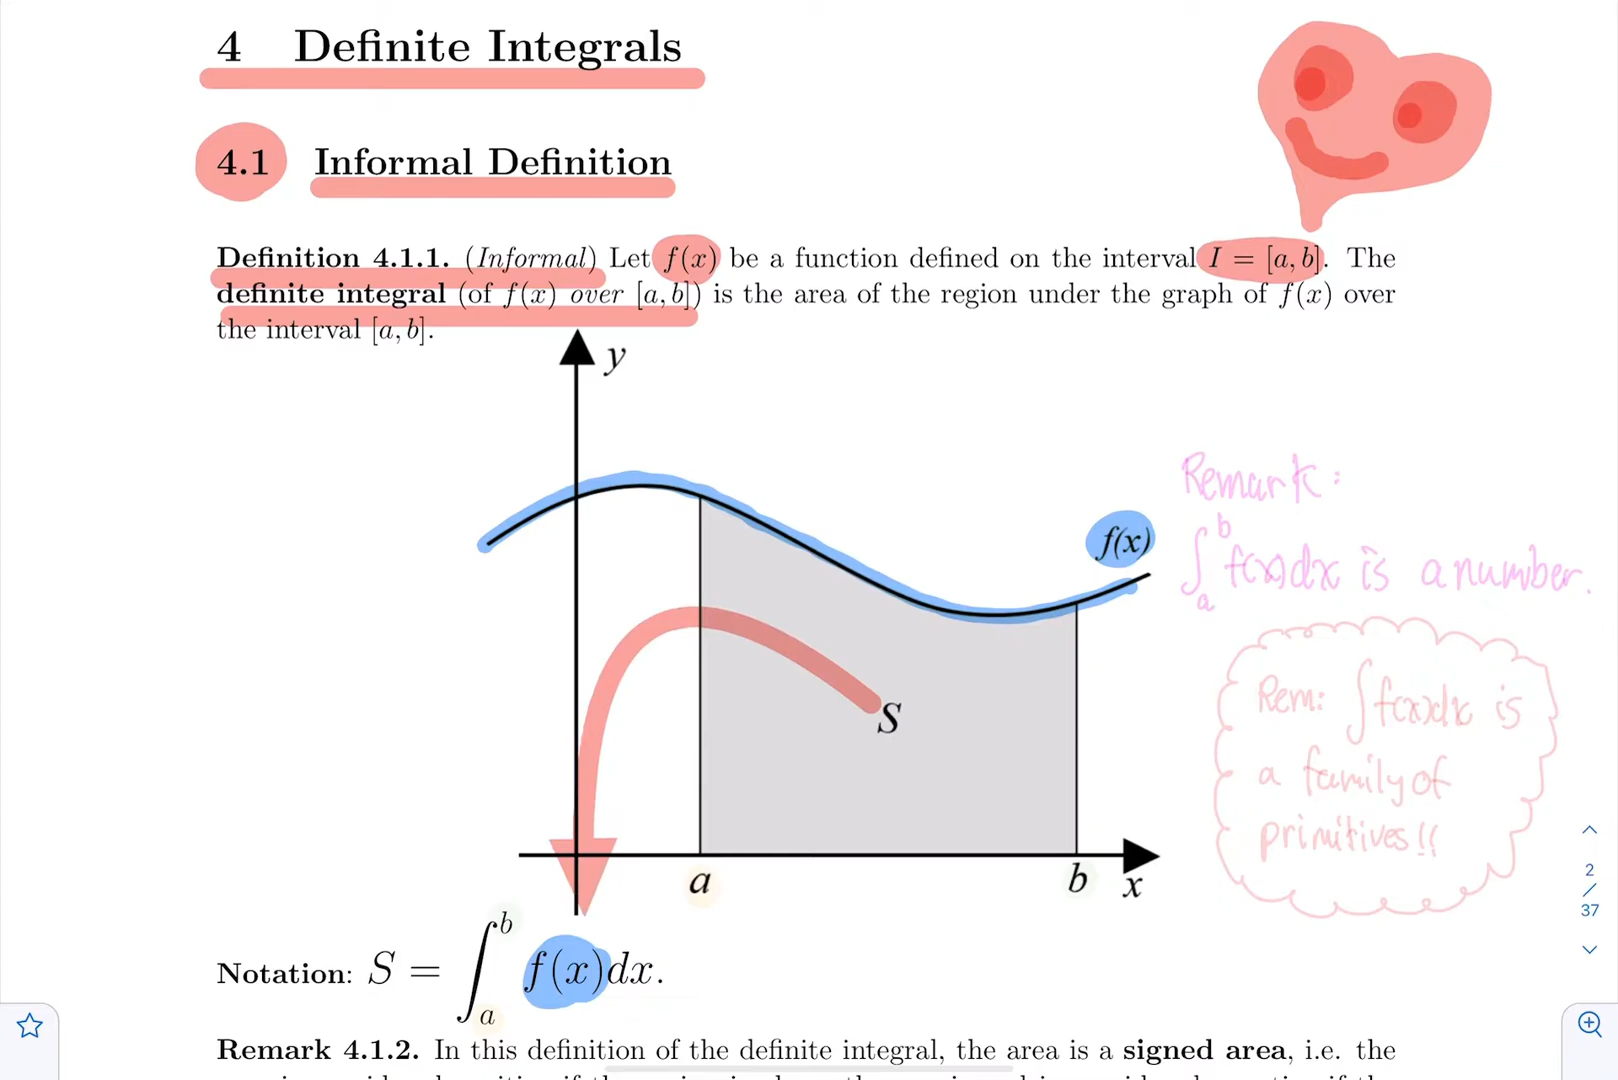 4 Definite Integrals
4.1 Informal Definition
Definition 4.1.1. (Informal) Let f(x) be a function defined on the interval I = [a, b]. The
definite integral (of f(x) over [a, b]) is the area of the region under the graph of f(x) over
the interval [a, b].
y
f(x)
S
a
b
x
Remark:
∫_a^b f(x)dx is a number.
Rem: ∫f(x)dx is
a family of
primitives!!
2
/
37
Notation: S = ∫_a^b f(x)dx.
Remark 4.1.2. In this definition of the definite integral, the area is a signed area, i.e. the